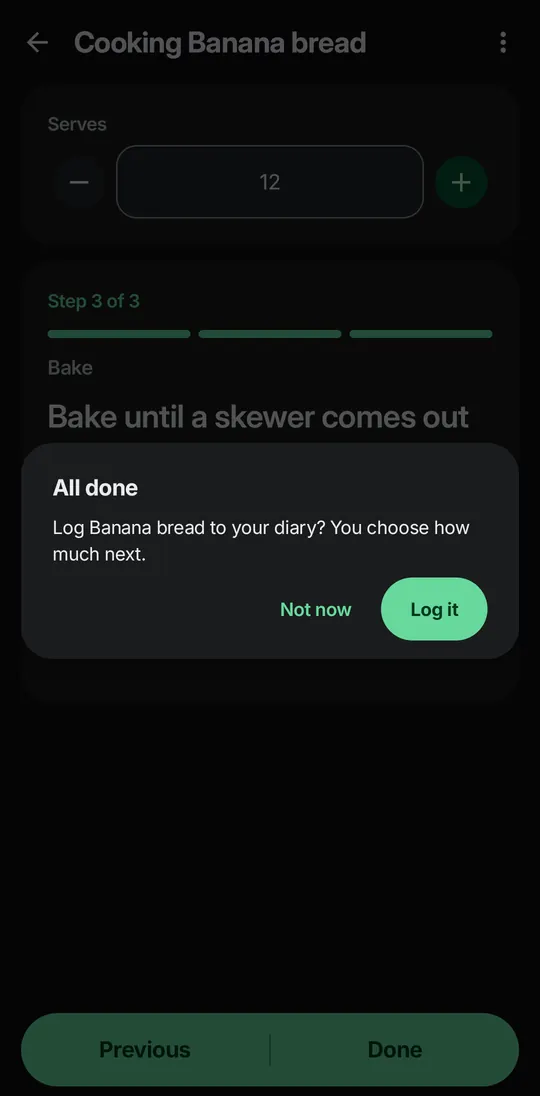 Cooking Banana bread
Serves
12
Step 3 of 3
Bake
Bake until a skewer comes out
All done
Log Banana bread to your diary? You choose how
much next.
Not now
Log it
Previous
Done